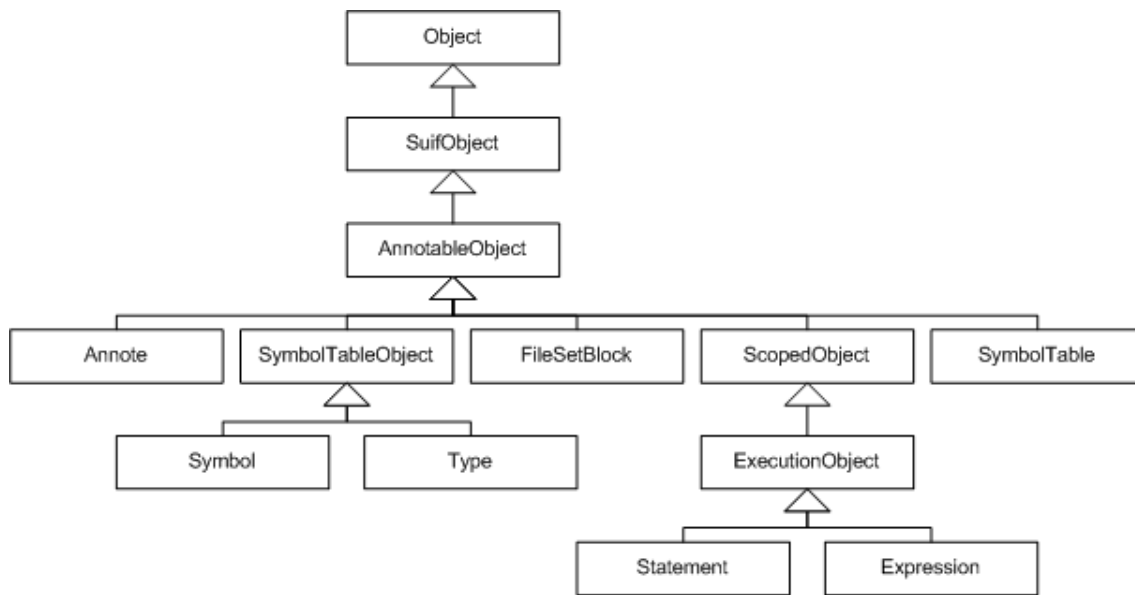 Object
SuifObject
AnnotableObject
Annote
SymbolTableObject
FileSetBlock
ScopedObject
SymbolTable
Symbol
Type
ExecutionObject
Statement
Expression